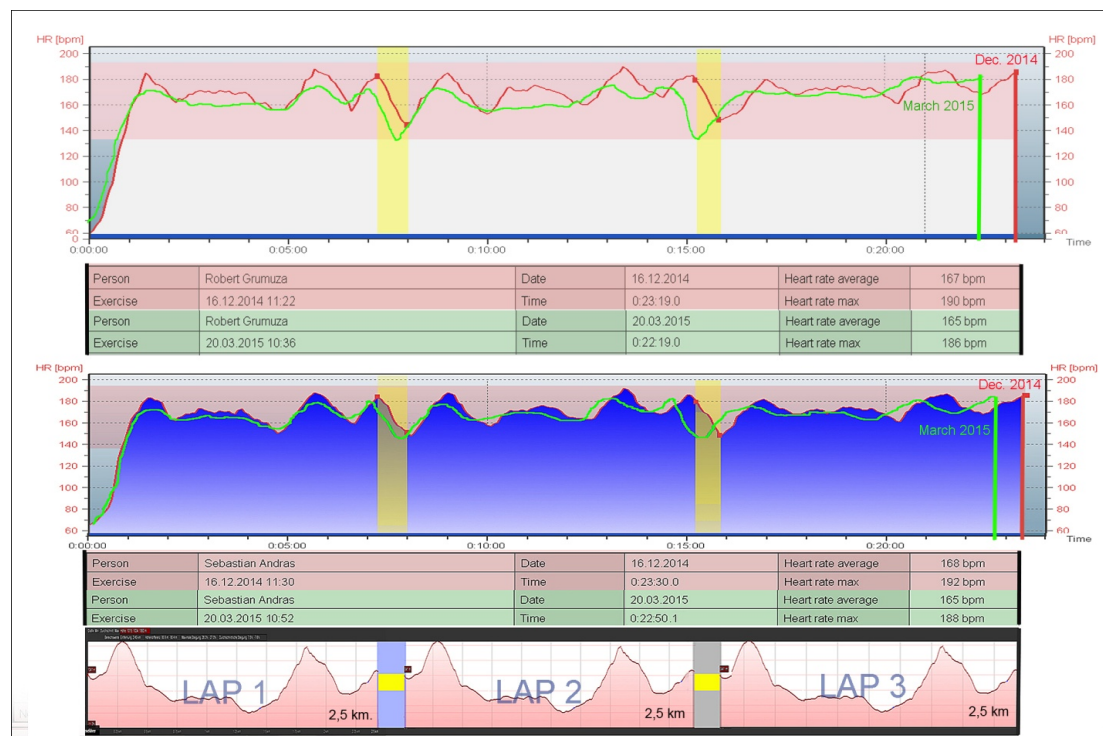 HR [bpm] HR [bpm]
200 200
Dec. 2014
180 180
160 160
March 2015
140 140
120 120
100 100
80 80
60 60
0 0
0:00:00 0:05:00 0:10:00 0:15:00 0:20:00 Time
Person Robert Grumuza Date 16.12.2014 Heart rate average 167 bpm
Exercise 16.12.2014 11:22 Time 0:23:19.0 Heart rate max 190 bpm
Person Robert Grumuza Date 20.03.2015 Heart rate average 165 bpm
Exercise 20.03.2015 10:36 Time 0:22:19.0 Heart rate max 186 bpm
HR [bpm] HR [bpm]
200 200
Dec. 2014
180 180
160 160
March 2015
140 140
120 120
100 100
80 80
60 60
0:00:00 0:05:00 0:10:00 0:15:00 0:20:00 Time
Person Sebastian Andras Date 16.12.2014 Heart rate average 168 bpm
Exercise 16.12.2014 11:30 Time 0:23:30.0 Heart rate max 192 bpm
Person Sebastian Andras Date 20.03.2015 Heart rate average 165 bpm
Exercise 20.03.2015 10:52 Time 0:22:50.1 Heart rate max 188 bpm
LAP 1 LAP 2 LAP 3
2,5 km. 2,5 km 2,5 km